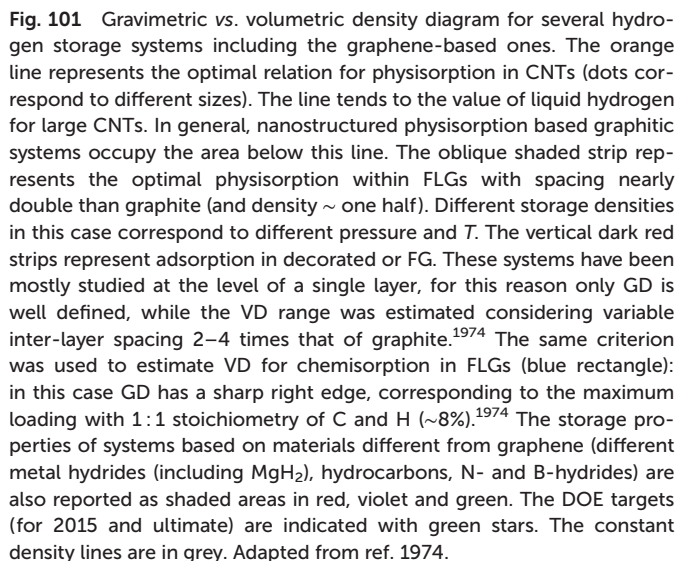 Fig. 101 Gravimetric vs. volumetric density diagram for several hydro-
gen storage systems including the graphene-based ones. The orange
line represents the optimal relation for physisorption in CNTs (dots cor-
respond to different sizes). The line tends to the value of liquid hydrogen
for large CNTs. In general, nanostructured physisorption based graphitic
systems occupy the area below this line. The oblique shaded strip rep-
resents the optimal physisorption within FLGs with spacing nearly
double than graphite (and density ~ one half). Different storage densities
in this case correspond to different pressure and T. The vertical dark red
strips represent adsorption in decorated or FG. These systems have been
mostly studied at the level of a single layer, for this reason only GD is
well defined, while the VD range was estimated considering variable
inter-layer spacing 2–4 times that of graphite.1974 The same criterion
was used to estimate VD for chemisorption in FLGs (blue rectangle):
in this case GD has a sharp right edge, corresponding to the maximum
loading with 1 : 1 stoichiometry of C and H (~8%).1974 The storage pro-
perties of systems based on materials different from graphene (different
metal hydrides (including MgH2), hydrocarbons, N- and B-hydrides) are
also reported as shaded areas in red, violet and green. The DOE targets
(for 2015 and ultimate) are indicated with green stars. The constant
density lines are in grey. Adapted from ref. 1974.